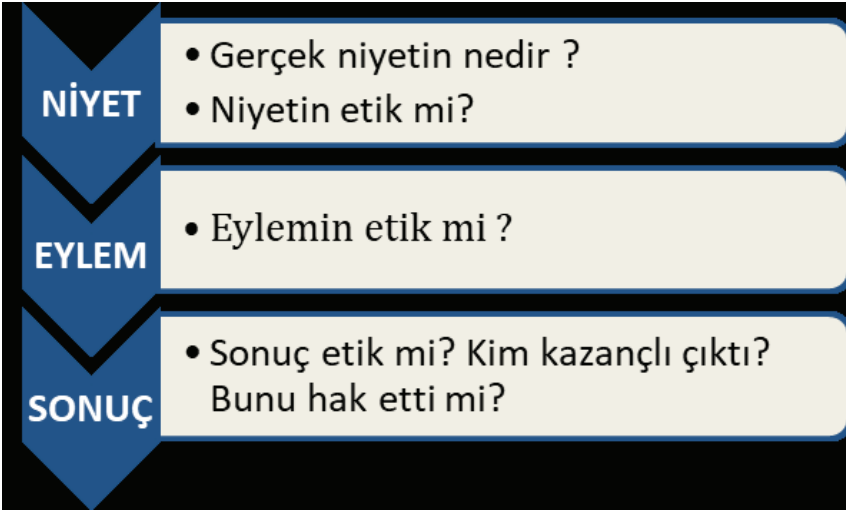 NİYET
• Gerçek niyetin nedir ?
• Niyetin etik mi?
EYLEM
• Eylemin etik mi ?
SONUÇ
• Sonuç etik mi? Kim kazançlı çıktı?
Bunu hak etti mi?